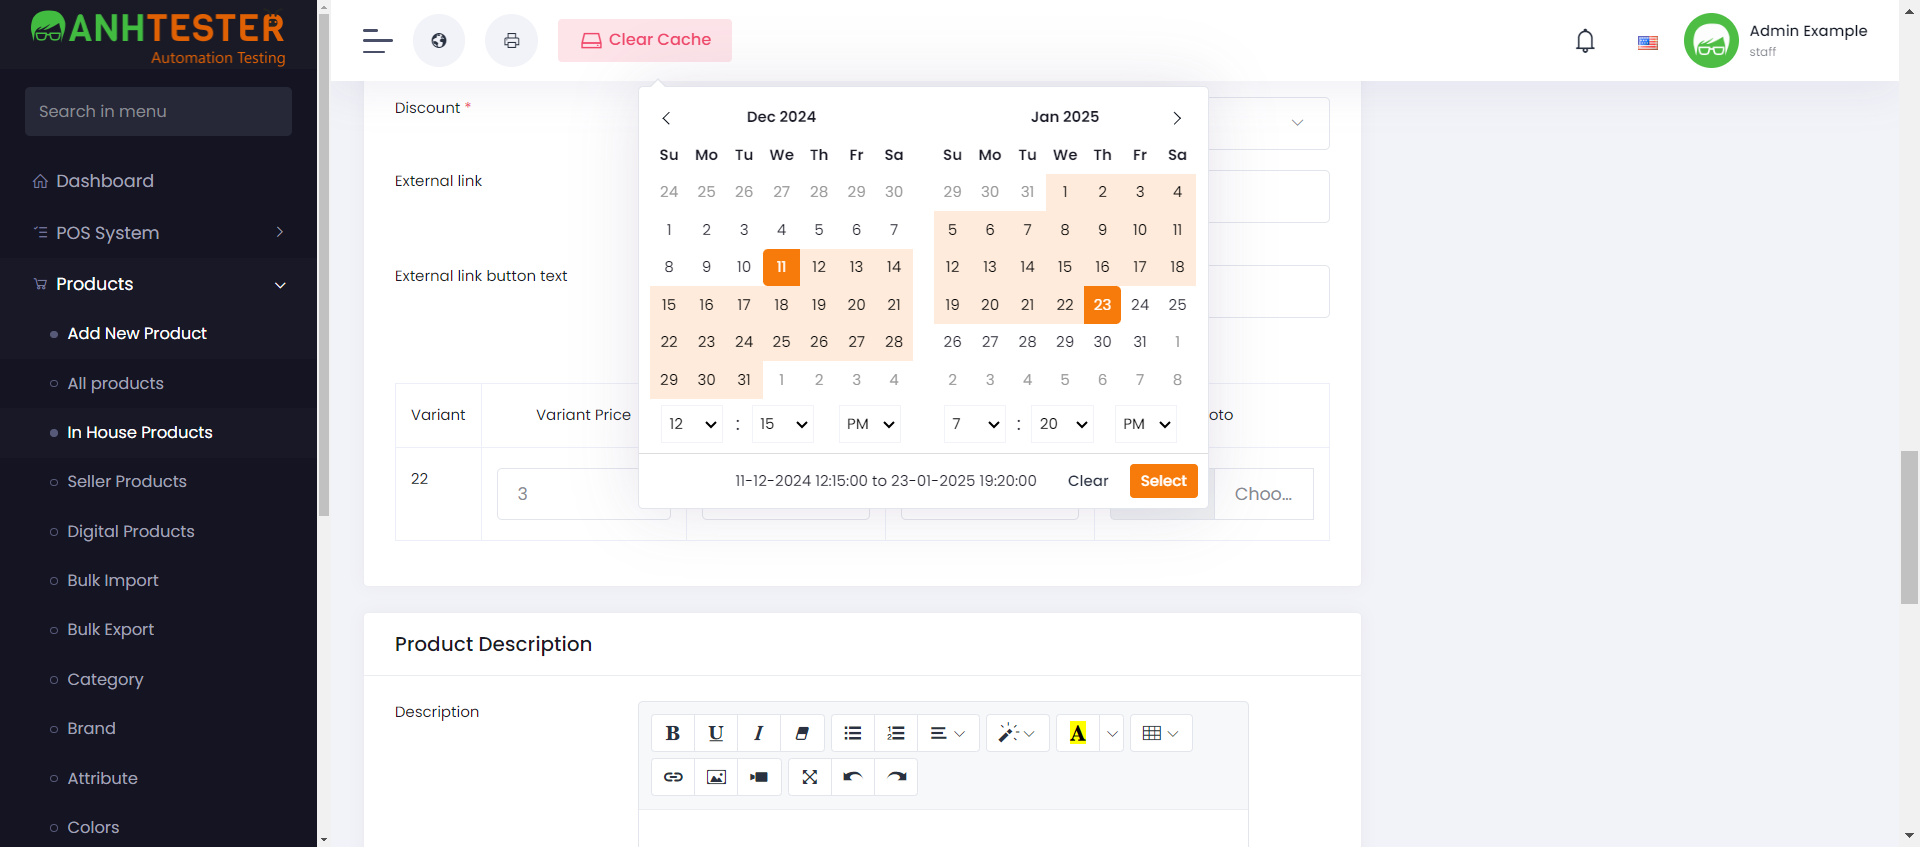 ANHTESTER
Automation Testing
Search in menu
Dashboard
POS System
Products
Add New Product
All products
In House Products
Seller Products
Digital Products
Bulk Import
Bulk Export
Category
Brand
Attribute
Colors
Clear Cache
Admin Example
staff
Discount *
External link
External link button text
Dec 2024
Su Mo Tu We Th Fr Sa
24 25 26 27 28 29 30
1 2 3 4 5 6 7
8 9 10 11 12 13 14
15 16 17 18 19 20 21
22 23 24 25 26 27 28
29 30 31 1 2 3 4
12 : 15 PM
Jan 2025
Su Mo Tu We Th Fr Sa
29 30 31 1 2 3 4
5 6 7 8 9 10 11
12 13 14 15 16 17 18
19 20 21 22 23 24 25
26 27 28 29 30 31 1
2 3 4 5 6 7 8
7 : 20 PM
11-12-2024 12:15:00 to 23-01-2025 19:20:00 Clear Select
Variant Variant Price oto
22 3 Choo...
Product Description
Description
B U I
A